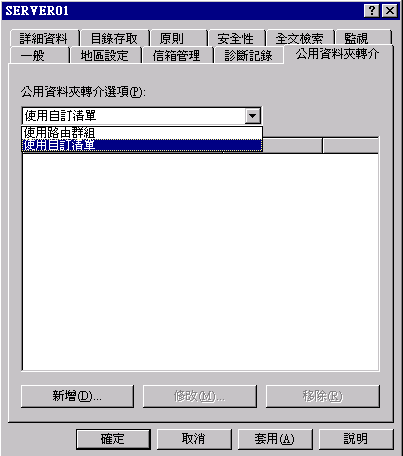 SERVER01
詳細資料 目錄存取 原則 安全性 全文檢索 監視
一般 地區設定 信箱管理 診斷記錄 公用資料夾轉介
公用資料夾轉介選項(P):
使用自訂清單
使用路由群組
使用自訂清單
新增(D)... 修改(M)... 移除(R)
確定 取消 套用(A) 說明